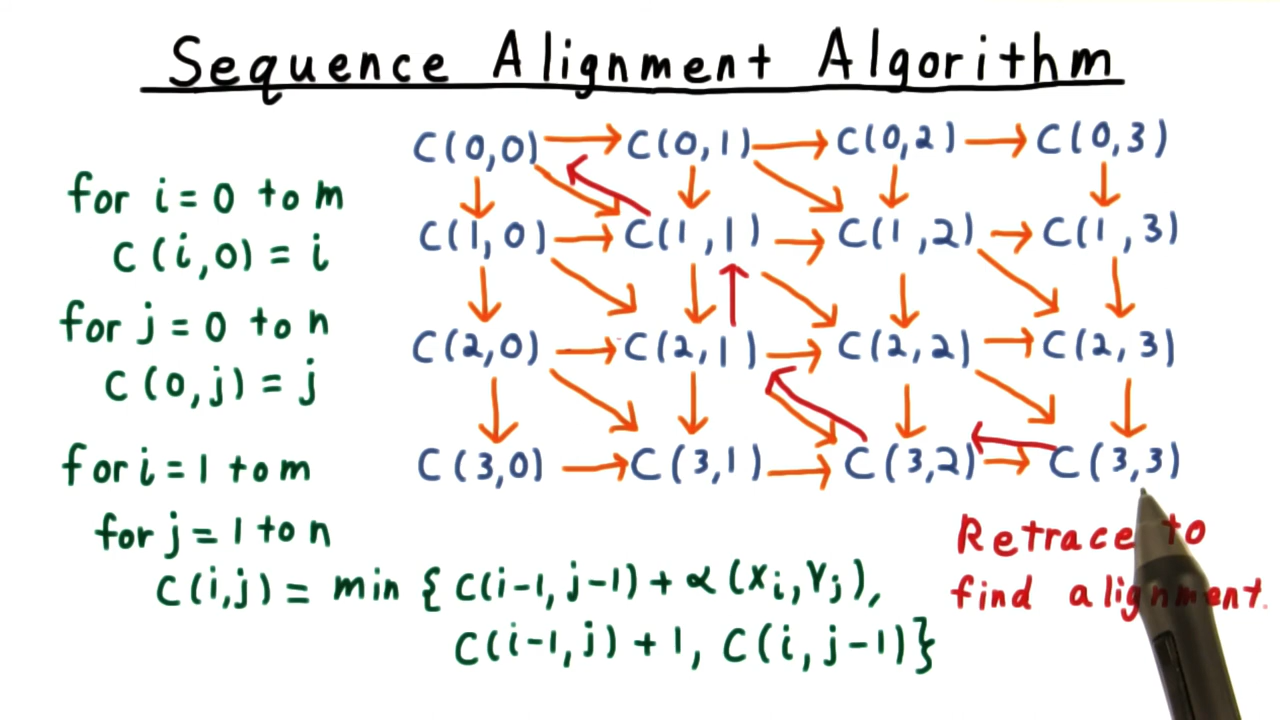 Sequence Alignment Algorithm
for i = 0 to m
C(i,0) = i
for j = 0 to n
C(0,j) = j
for i = 1 to m
for j = 1 to n
C(i,j) = min { C(i-1, j-1) + α(xi, yj),
C(i-1, j) + 1, C(i, j-1)}
C(0,0) C(0,1) C(0,2) C(0,3)
C(1,0) C(1,1) C(1,2) C(1,3)
C(2,0) C(2,1) C(2,2) C(2,3)
C(3,0) C(3,1) C(3,2) C(3,3)
Retrace to
find alignment.